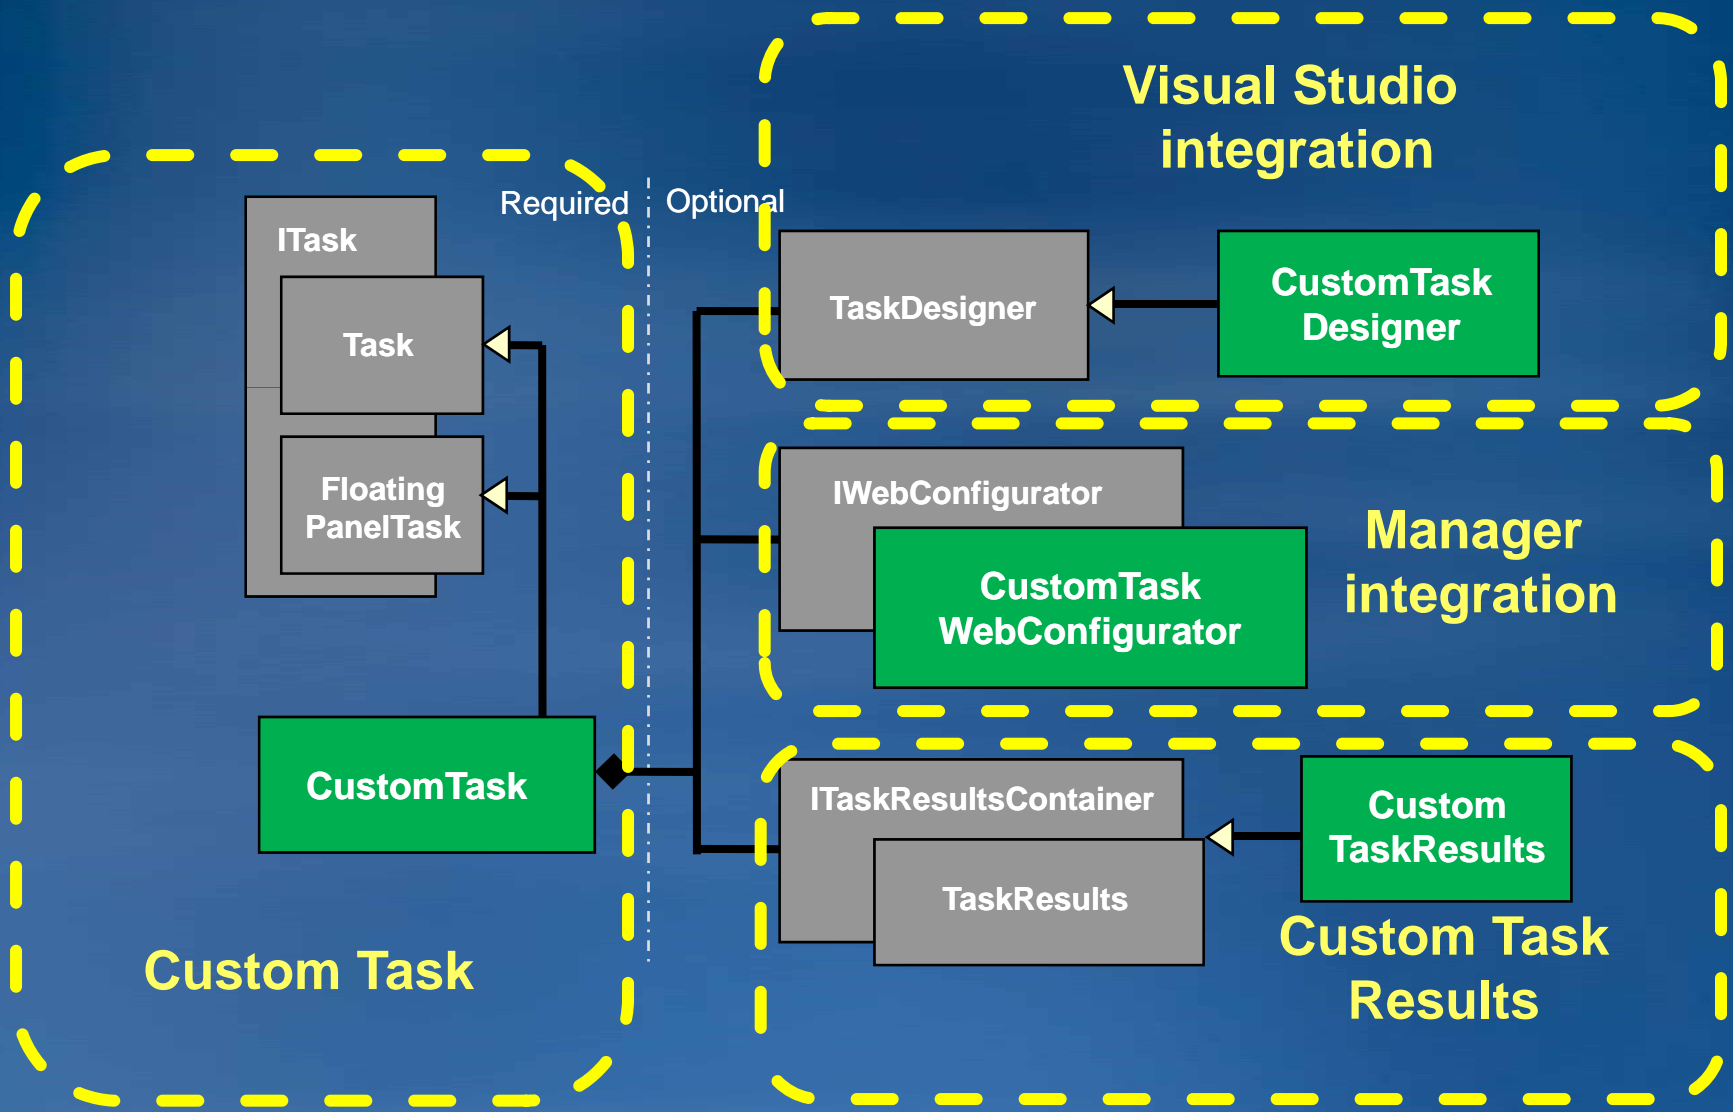 Visual Studio
integration
Required
Optional
ITask
Task
Floating
PanelTask
CustomTask
Custom Task
TaskDesigner
CustomTask
Designer
IWebConfigurator
CustomTask
WebConfigurator
Manager
integration
ITaskResultsContainer
TaskResults
Custom
TaskResults
Custom Task
Results